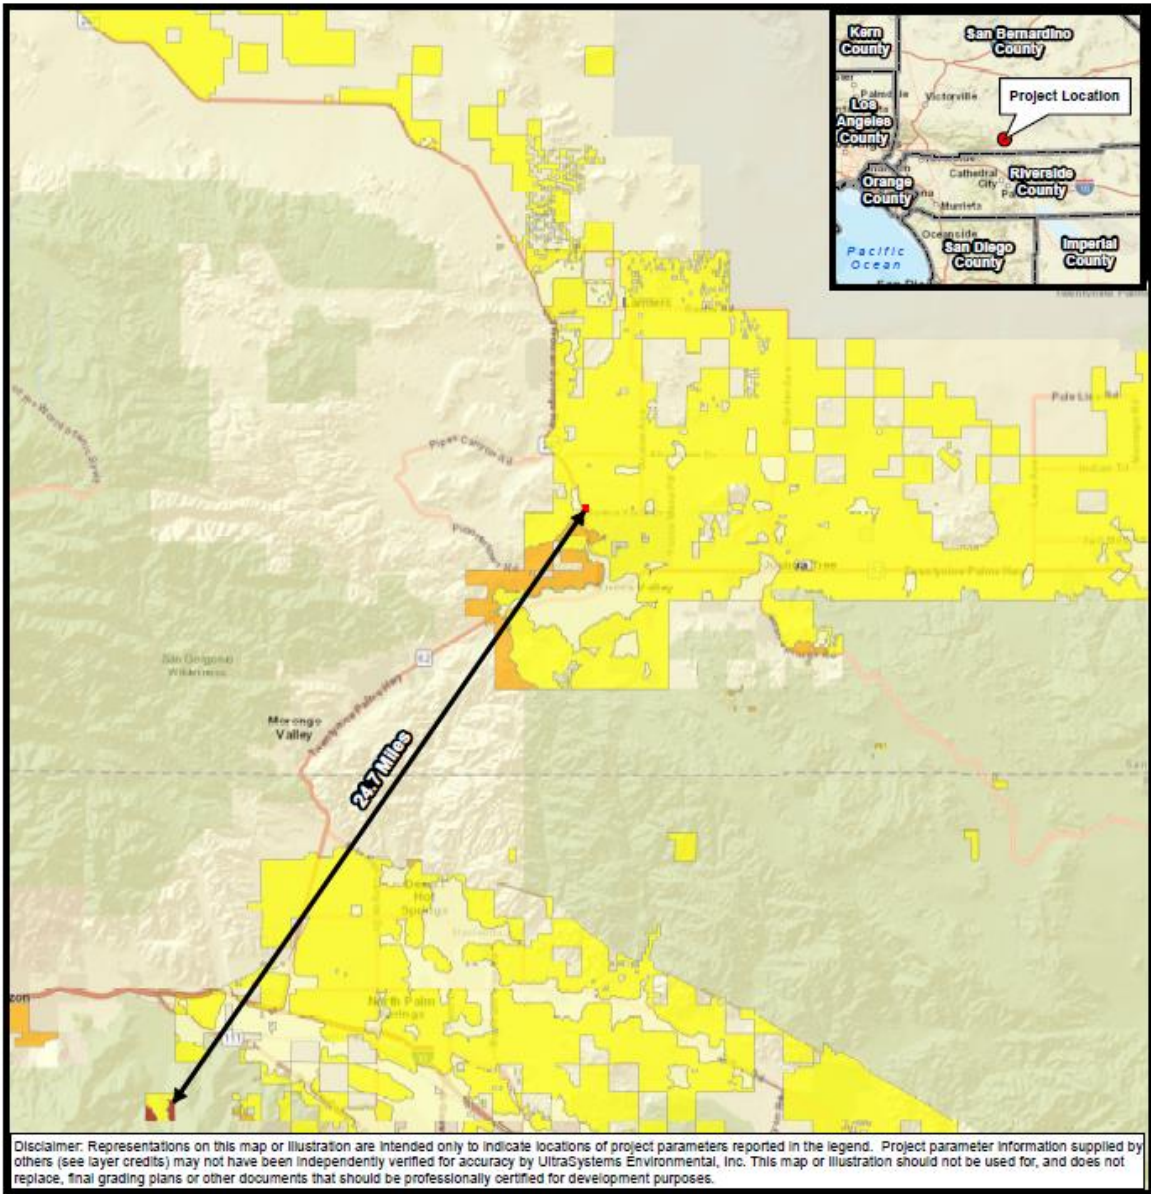 Kern
County
San Bernardino
County
Victorville
Project Location
Los
Angeles
County
Cathedral
City
Riverside
County
10
Orange
County
Murrieta
Oceanside
San Diego
County
Imperial
County
Pacific
Ocean
Landers
Pipes Canyon Rd
Pioneertown Rd
Joshua Tree
Twentynine Palms Hwy
Yucca Valley
San Gorgonio
Wilderness
62
Morongo
Valley
Twentynine Palms Hwy
24.7 Miles
Desert
Hot
Springs
North Palm
Springs
111
Disclaimer: Representations on this map or illustration are intended only to indicate locations of project parameters reported in the legend. Project parameter information supplied by
others (see layer credits) may not have been independently verified for accuracy by UltraSystems Environmental, Inc. This map or illustration should not be used for, and does not
replace, final grading plans or other documents that should be professionally certified for development purposes.